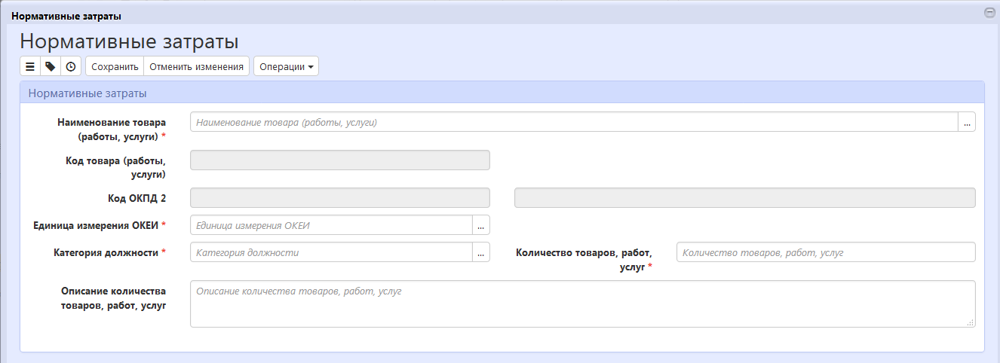 Нормативные затраты
Нормативные затраты
Сохранить Отменить изменения Операции
Нормативные затраты
Наименование товара
(работы, услуги) *
Наименование товара (работы, услуги)
...
Код товара (работы,
услуги)
Код ОКПД 2
Единица измерения ОКЕИ *
Единица измерения ОКЕИ
...
Категория должности *
Категория должности
...
Количество товаров, работ,
услуг *
Количество товаров, работ, услуг
Описание количества
товаров, работ, услуг
Описание количества товаров, работ, услуг